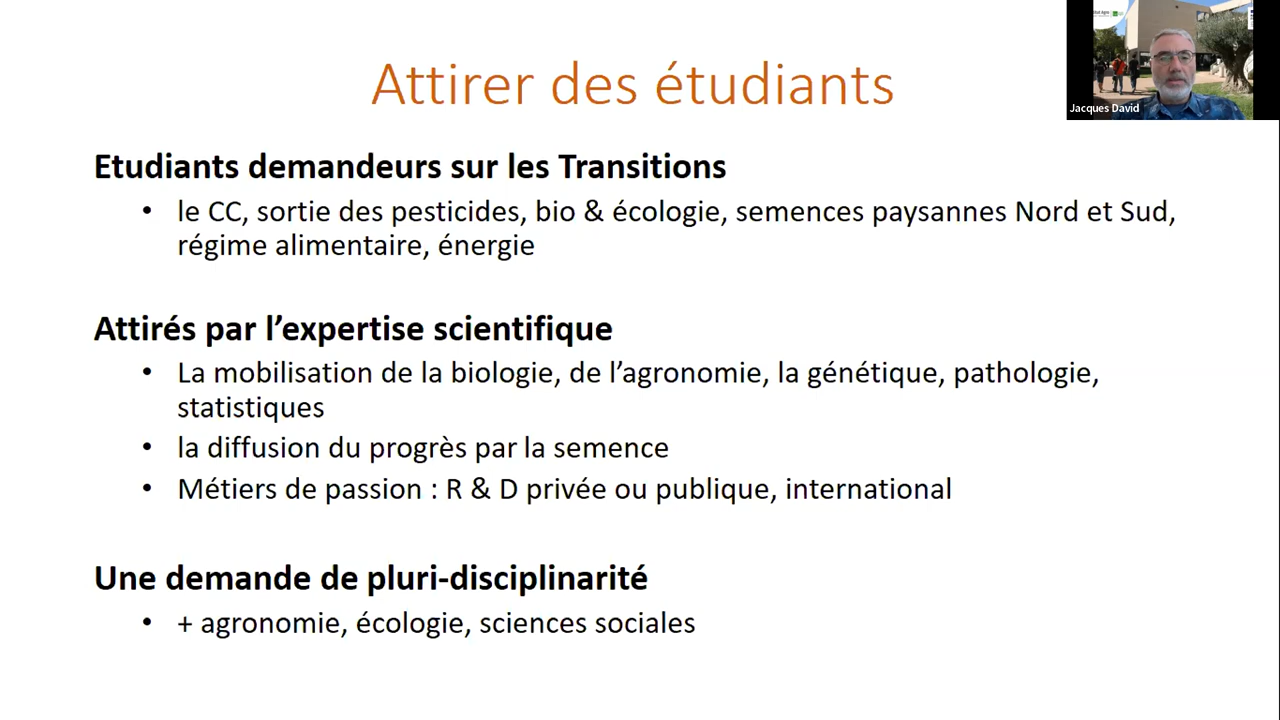 Attirer des étudiants
Jacques David
Etudiants demandeurs sur les Transitions
• le CC, sortie des pesticides, bio & écologie, semences paysannes Nord et Sud,
régime alimentaire, énergie
Attirés par l’expertise scientifique
• La mobilisation de la biologie, de l’agronomie, la génétique, pathologie,
statistiques
• la diffusion du progrès par la semence
• Métiers de passion : R & D privée ou publique, international
Une demande de pluri-disciplinarité
• + agronomie, écologie, sciences sociales